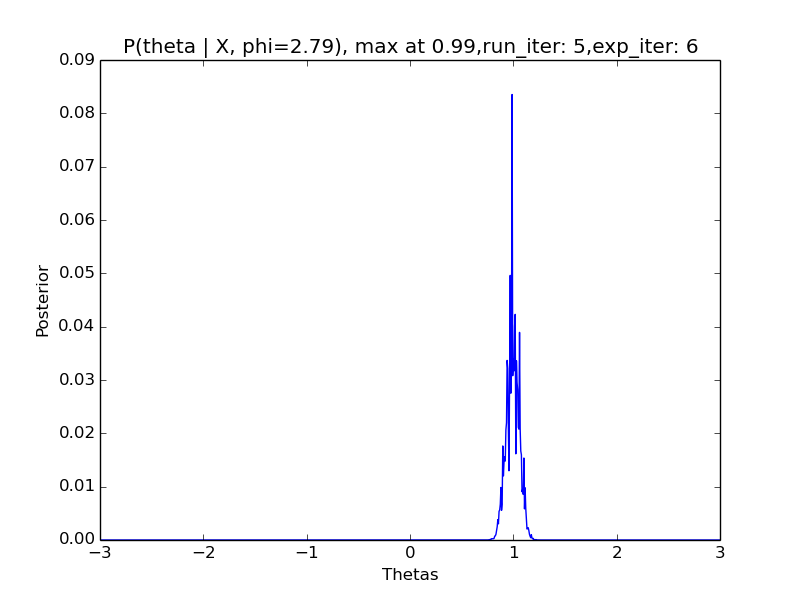 P(theta | X, phi=2.79), max at 0.99,run_iter: 5,exp_iter: 6
0.09
0.08
0.07
0.06
0.05
0.04
0.03
0.02
0.01
0.00
Posterior
−3 −2 −1 0 1 2 3
Thetas